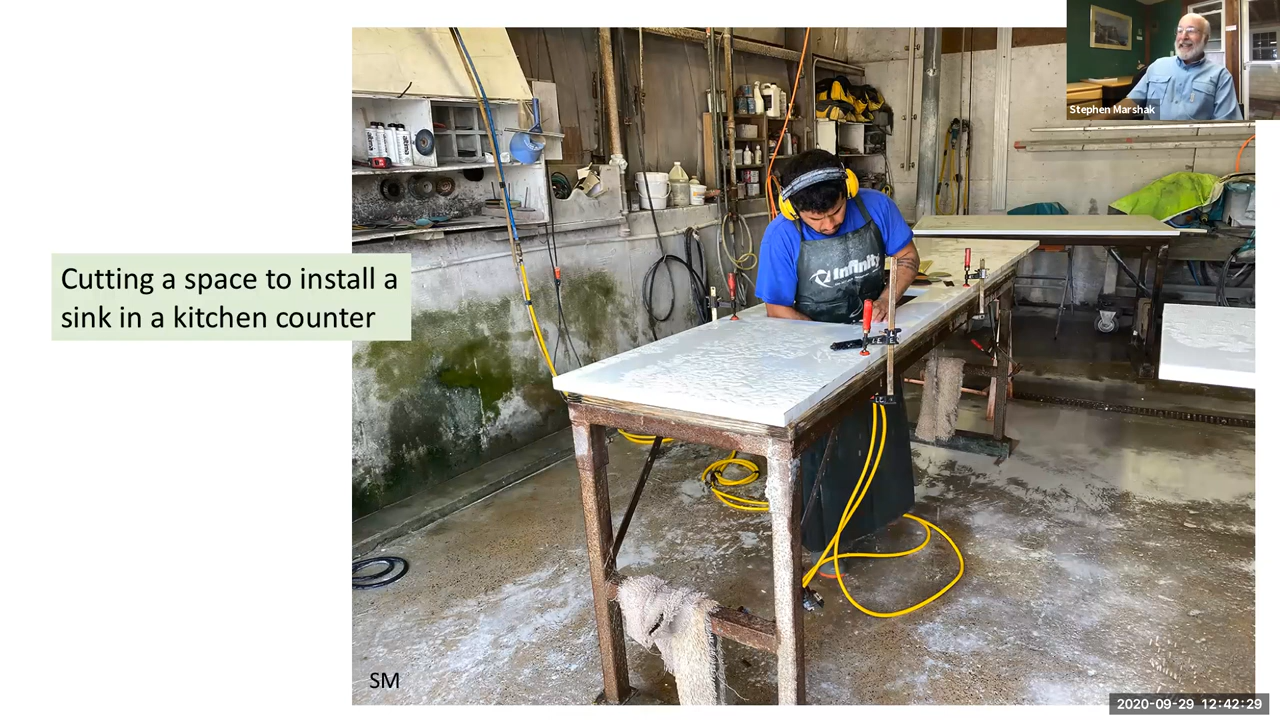 Stephen Marshak
Cutting a space to install a
sink in a kitchen counter
Infinity
SM
2020-09-29 12:42:29